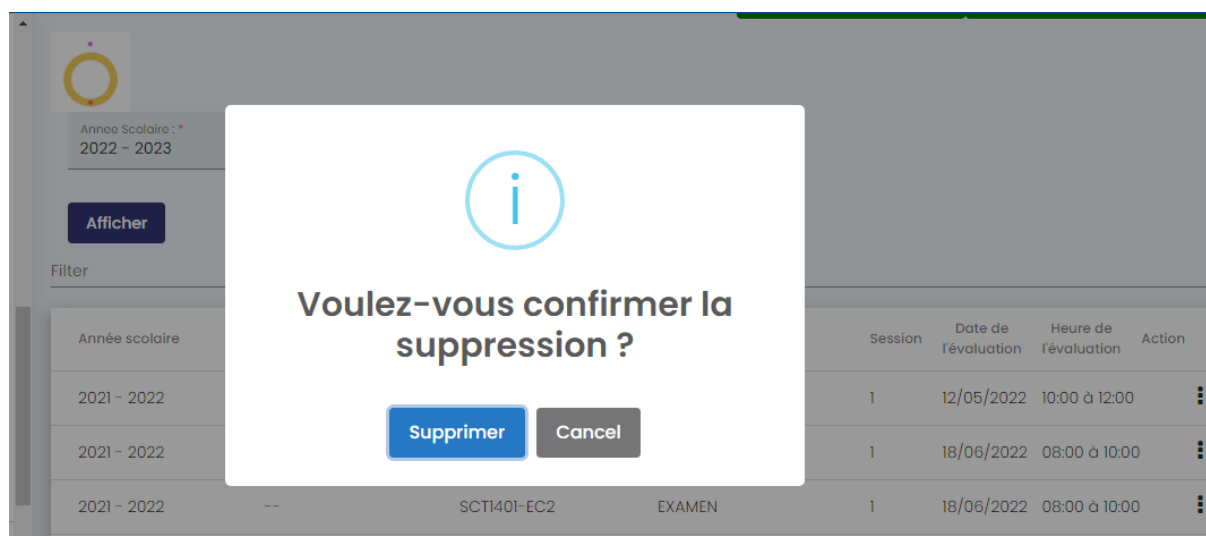 Annee Scolaire : *
2022 - 2023
Afficher
Filter
i
Voulez-vous confirmer la
suppression ?
Supprimer Cancel
Année scolaire Session Date de l'évaluation Heure de l'évaluation Action
2021 - 2022 1 12/05/2022 10:00 à 12:00
2021 - 2022 1 18/06/2022 08:00 à 10:00
2021 - 2022 -- SCT1401-EC2 EXAMEN 1 18/06/2022 08:00 à 10:00